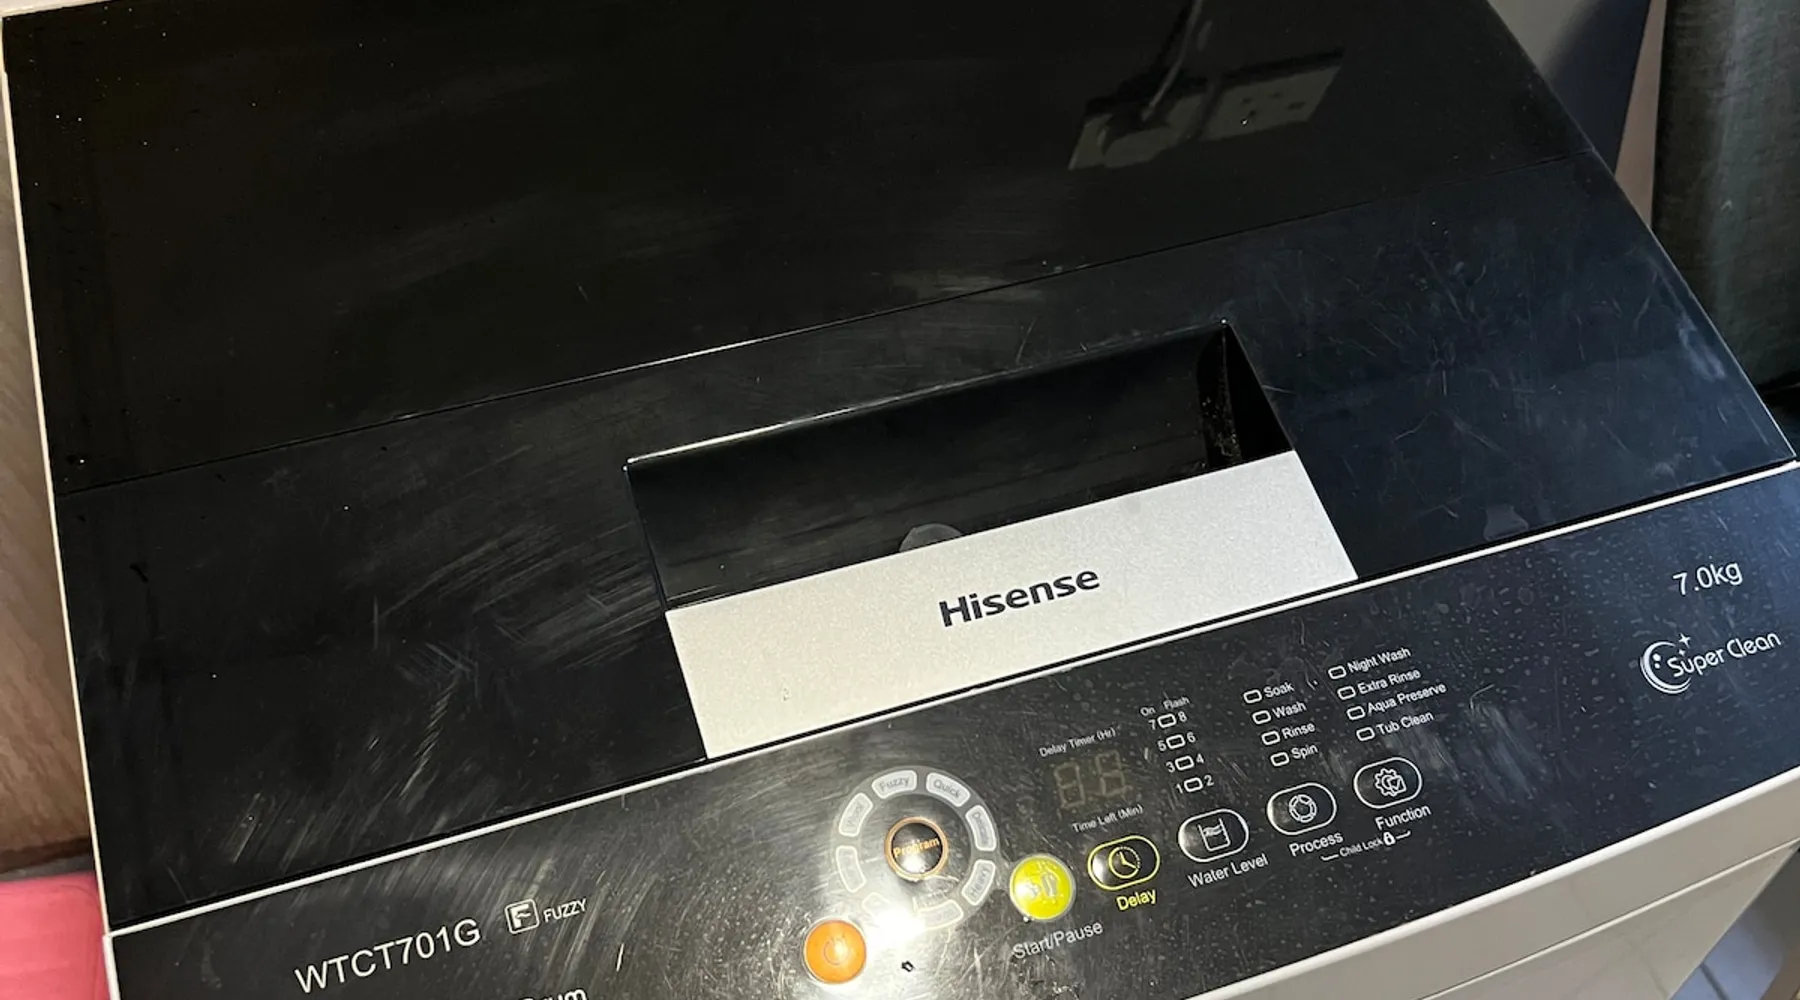 Hisense
7.0kg
Super Clean
On Flash
7 8
5 6
3 4
1 2
Soak
Wash
Rinse
Spin
Night Wash
Extra Rinse
Aqua Preserve
Tub Clean
Delay Timer (Hr)
Time Left (Min)
Fuzzy
Quick
Program
Start/Pause
Delay
Water Level
Process
Function
Child Lock
WTCT701G
FUZZY